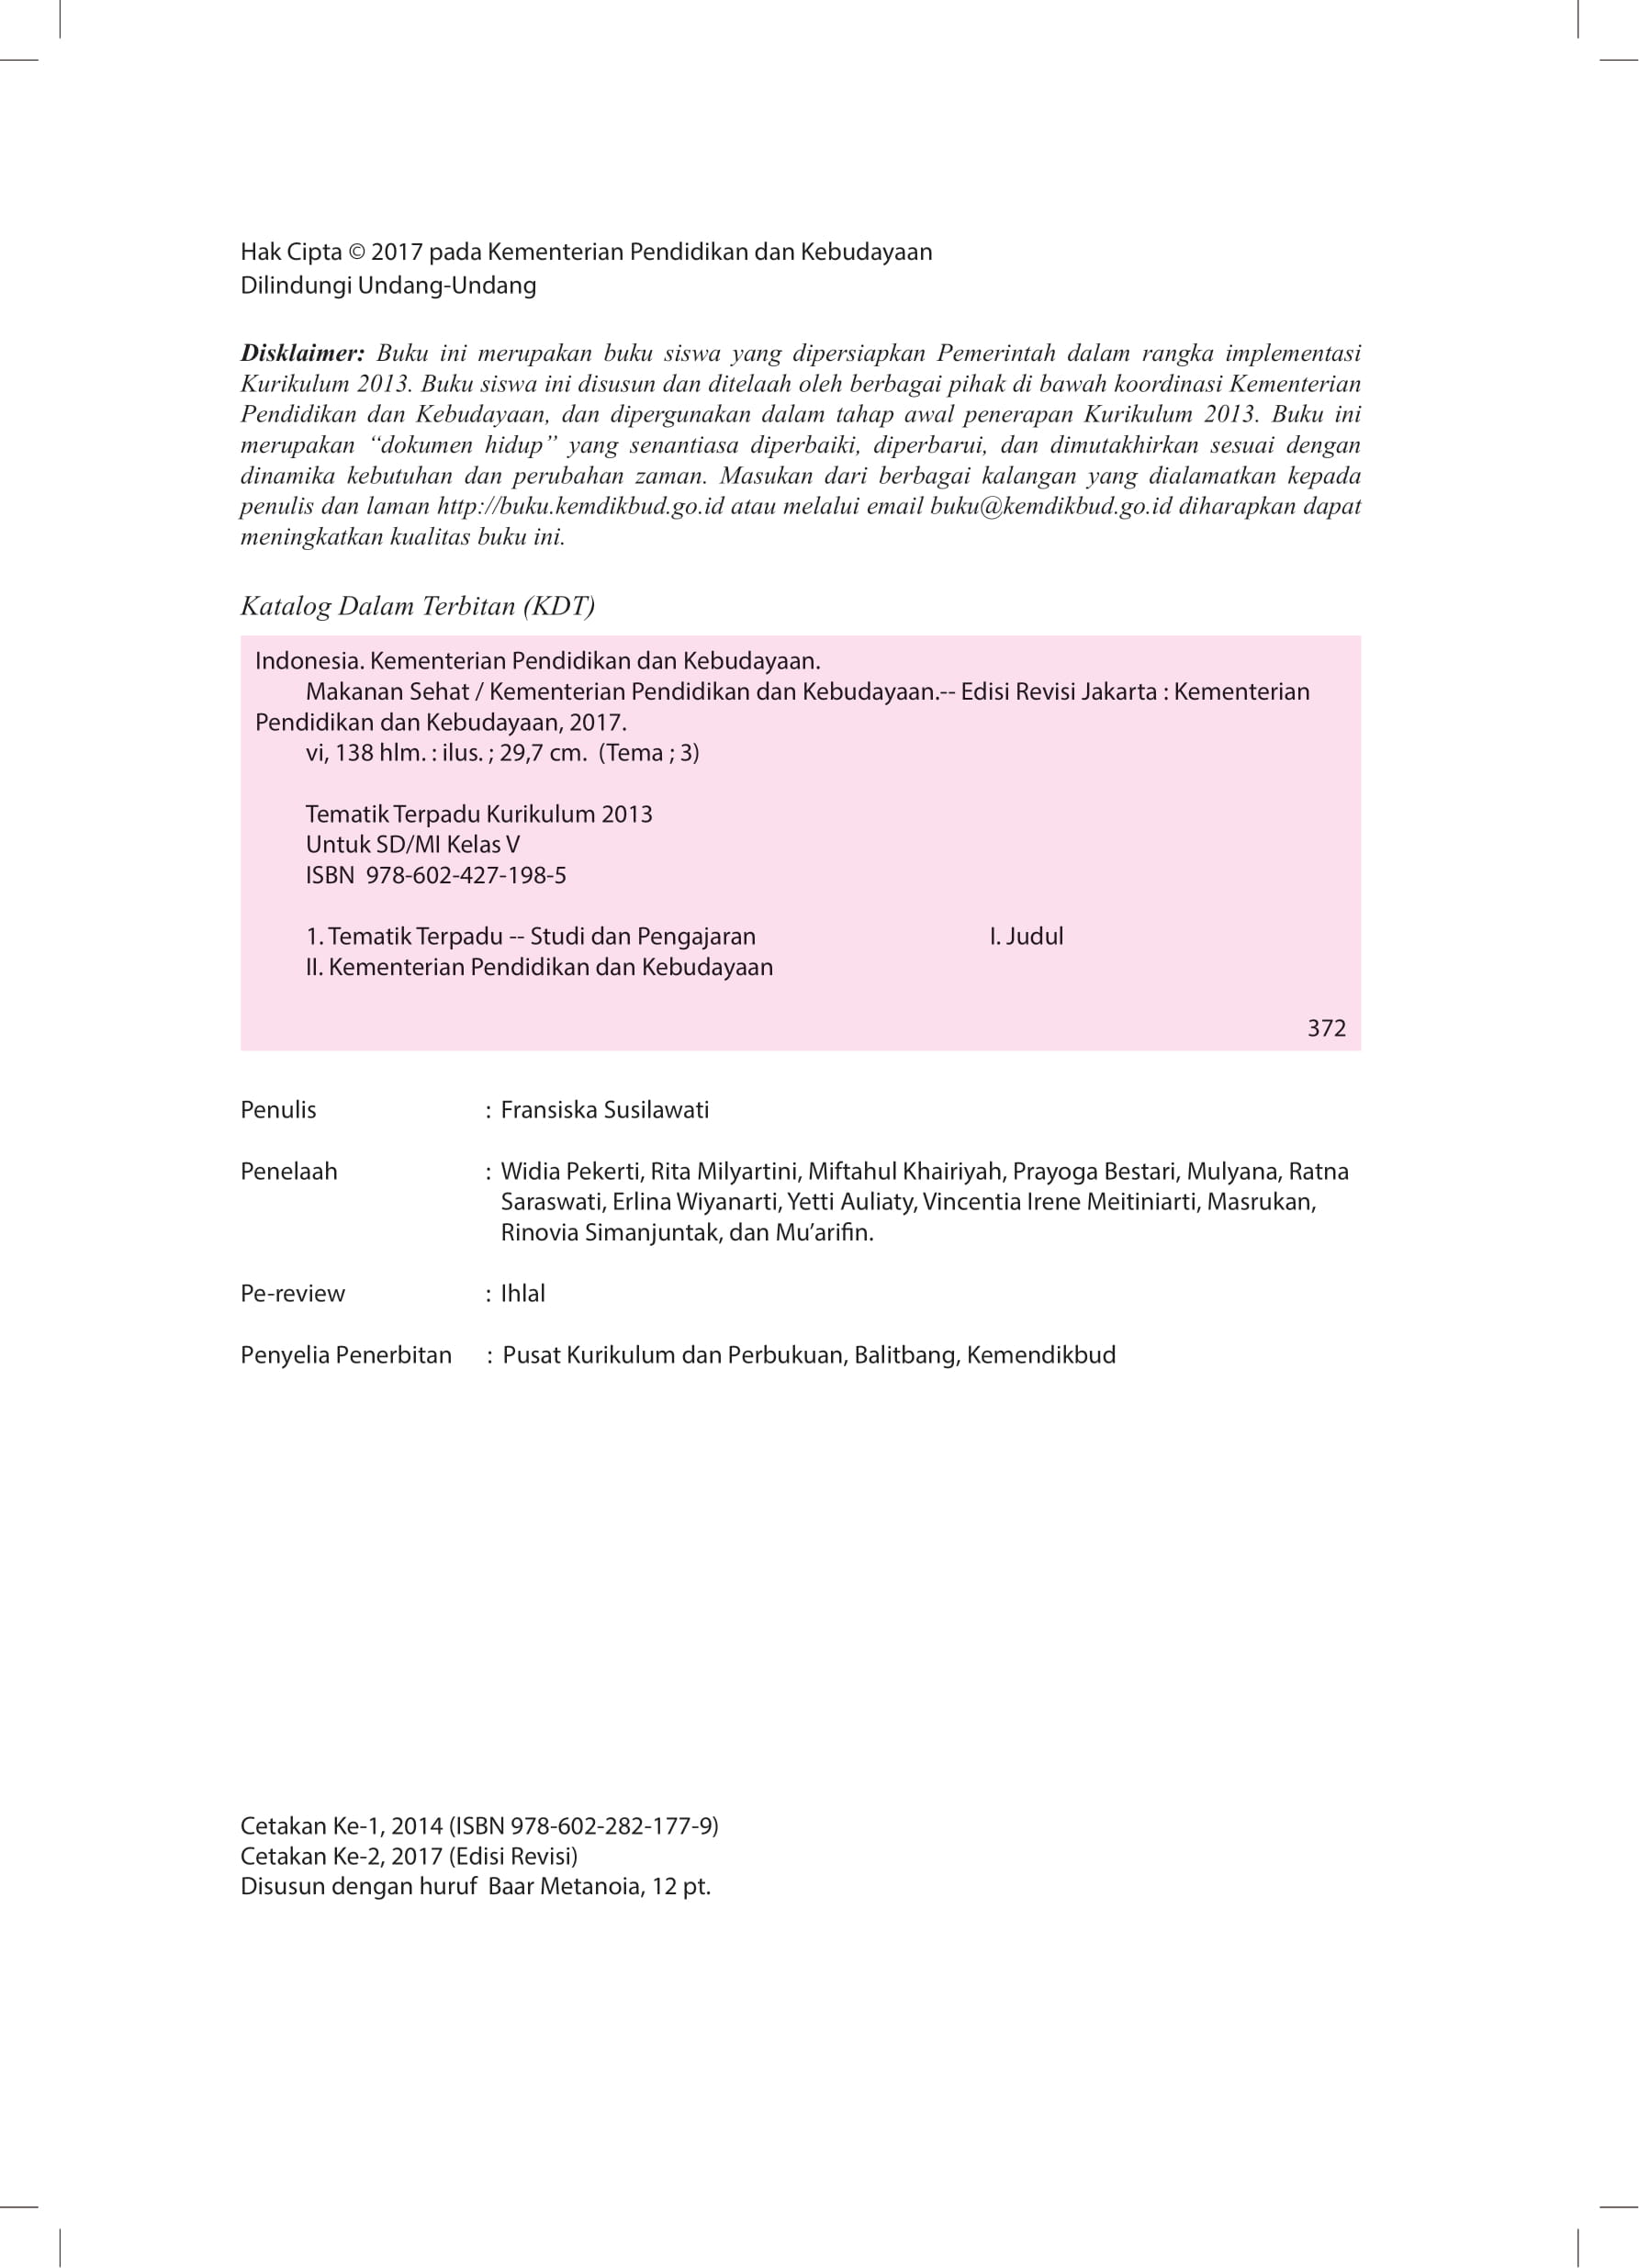 Hak Cipta © 2017 pada Kementerian Pendidikan dan Kebudayaan
Dilindungi Undang-Undang
Disklaimer: Buku ini merupakan buku siswa yang dipersiapkan Pemerintah dalam rangka implementasi
Kurikulum 2013. Buku siswa ini disusun dan ditelaah oleh berbagai pihak di bawah koordinasi Kementerian
Pendidikan dan Kebudayaan, dan dipergunakan dalam tahap awal penerapan Kurikulum 2013. Buku ini
merupakan “dokumen hidup” yang senantiasa diperbaiki, diperbarui, dan dimutakhirkan sesuai dengan
dinamika kebutuhan dan perubahan zaman. Masukan dari berbagai kalangan yang dialamatkan kepada
penulis dan laman http://buku.kemdikbud.go.id atau melalui email buku@kemdikbud.go.id diharapkan dapat
meningkatkan kualitas buku ini.
Katalog Dalam Terbitan (KDT)
Indonesia. Kementerian Pendidikan dan Kebudayaan.
Makanan Sehat / Kementerian Pendidikan dan Kebudayaan.-- Edisi Revisi Jakarta : Kementerian
Pendidikan dan Kebudayaan, 2017.
vi, 138 hlm. : ilus. ; 29,7 cm. (Tema ; 3)
Tematik Terpadu Kurikulum 2013
Untuk SD/MI Kelas V
ISBN 978-602-427-198-5
1. Tematik Terpadu -- Studi dan Pengajaran I. Judul
II. Kementerian Pendidikan dan Kebudayaan
372
Penulis : Fransiska Susilawati
Penelaah : Widia Pekerti, Rita Milyartini, Miftahul Khairiyah, Prayoga Bestari, Mulyana, Ratna
Saraswati, Erlina Wiyanarti, Yetti Auliaty, Vincentia Irene Meitiniarti, Masrukan,
Rinovia Simanjuntak, dan Mu’arifin.
Pe-review : Ihlal
Penyelia Penerbitan : Pusat Kurikulum dan Perbukuan, Balitbang, Kemendikbud
Cetakan Ke-1, 2014 (ISBN 978-602-282-177-9)
Cetakan Ke-2, 2017 (Edisi Revisi)
Disusun dengan huruf Baar Metanoia, 12 pt.